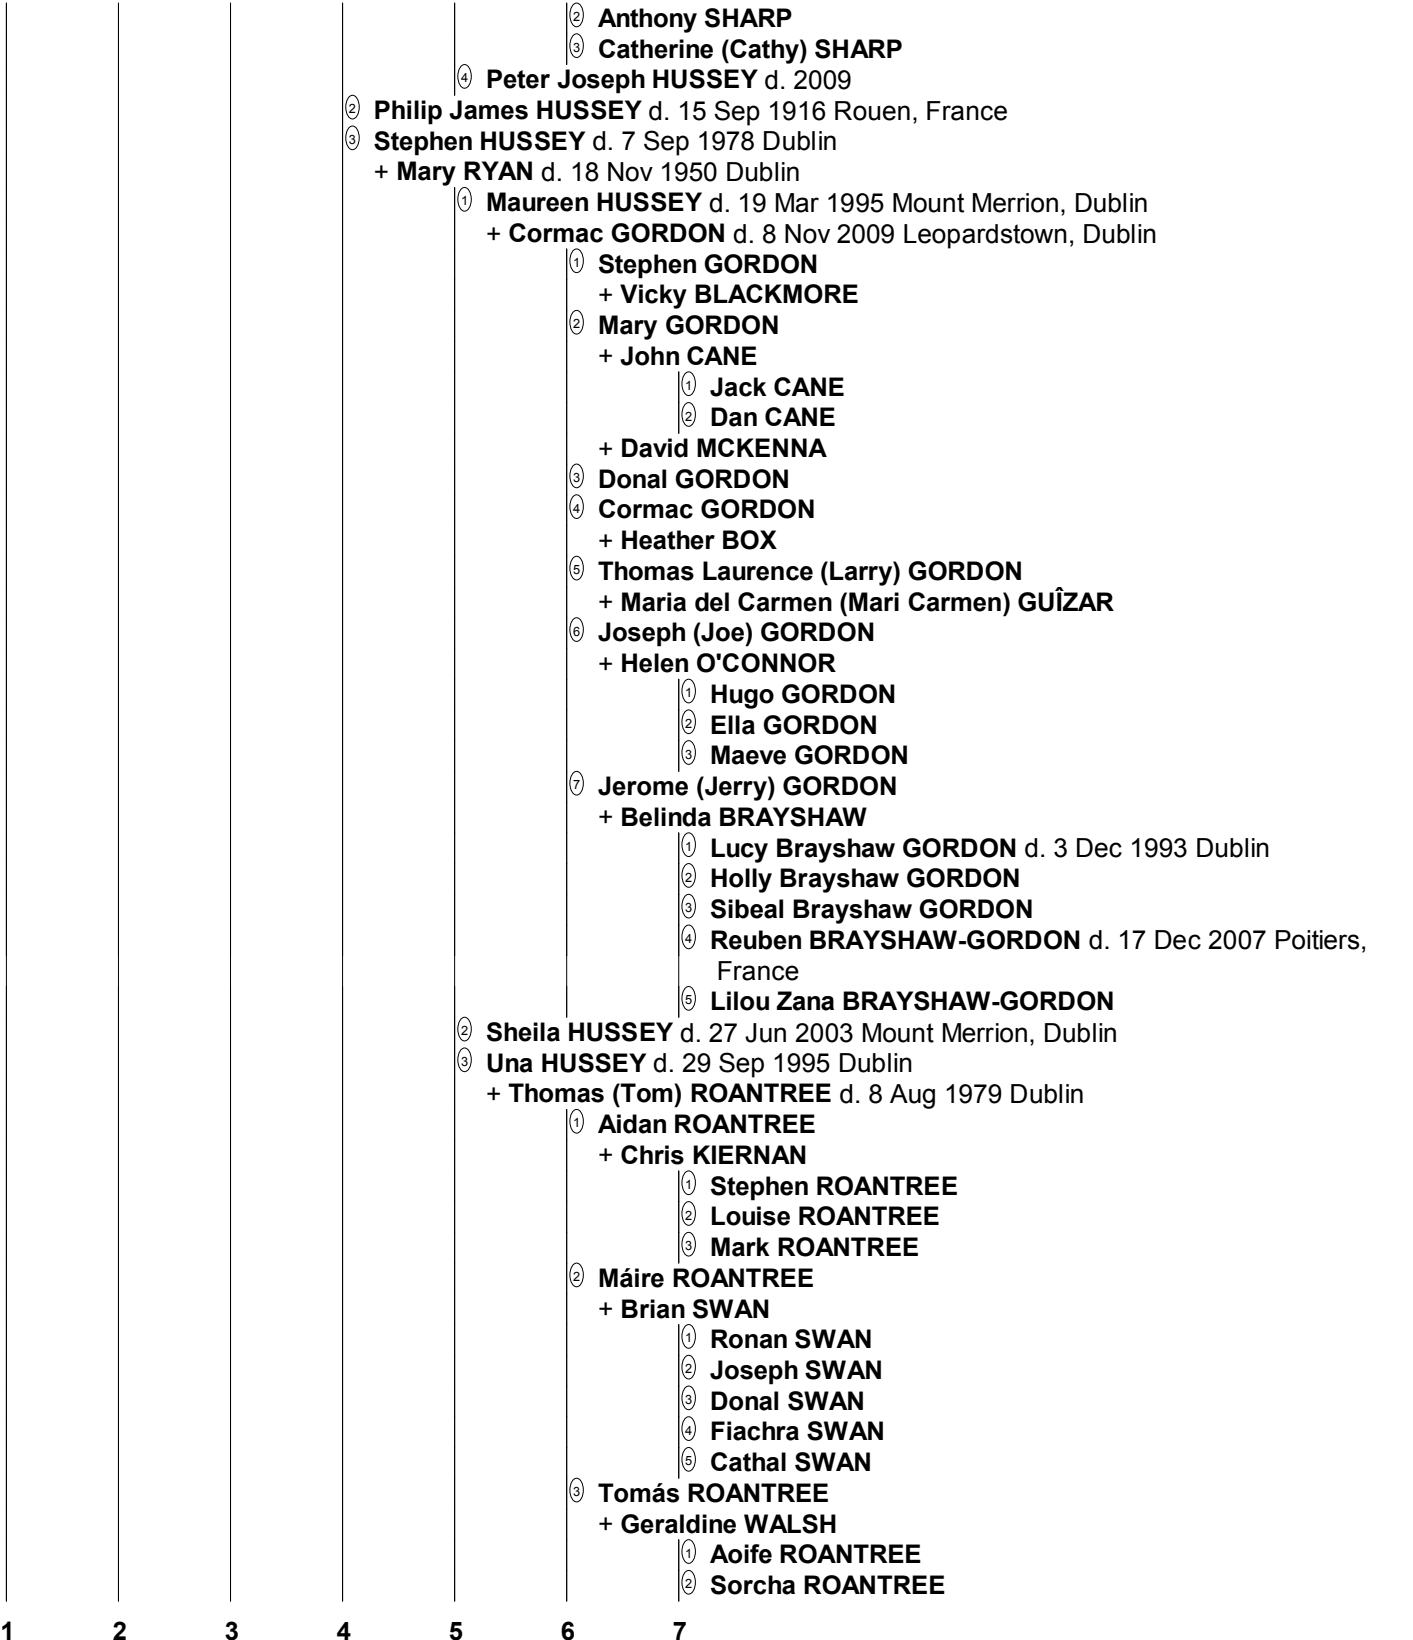 ② Anthony SHARP
③ Catherine (Cathy) SHARP
④ Peter Joseph HUSSEY d. 2009
② Philip James HUSSEY d. 15 Sep 1916 Rouen, France
③ Stephen HUSSEY d. 7 Sep 1978 Dublin
+ Mary RYAN d. 18 Nov 1950 Dublin
① Maureen HUSSEY d. 19 Mar 1995 Mount Merrion, Dublin
+ Cormac GORDON d. 8 Nov 2009 Leopardstown, Dublin
① Stephen GORDON
+ Vicky BLACKMORE
② Mary GORDON
+ John CANE
① Jack CANE
② Dan CANE
+ David MCKENNA
③ Donal GORDON
④ Cormac GORDON
+ Heather BOX
⑤ Thomas Laurence (Larry) GORDON
+ Maria del Carmen (Mari Carmen) GUÎZAR
⑥ Joseph (Joe) GORDON
+ Helen O'CONNOR
① Hugo GORDON
② Ella GORDON
③ Maeve GORDON
⑦ Jerome (Jerry) GORDON
+ Belinda BRAYSHAW
① Lucy Brayshaw GORDON d. 3 Dec 1993 Dublin
② Holly Brayshaw GORDON
③ Sibeal Brayshaw GORDON
④ Reuben BRAYSHAW-GORDON d. 17 Dec 2007 Poitiers,
France
⑤ Lilou Zana BRAYSHAW-GORDON
② Sheila HUSSEY d. 27 Jun 2003 Mount Merrion, Dublin
③ Una HUSSEY d. 29 Sep 1995 Dublin
+ Thomas (Tom) ROANTREE d. 8 Aug 1979 Dublin
① Aidan ROANTREE
+ Chris KIERNAN
① Stephen ROANTREE
② Louise ROANTREE
③ Mark ROANTREE
② Máire ROANTREE
+ Brian SWAN
① Ronan SWAN
② Joseph SWAN
③ Donal SWAN
④ Fiachra SWAN
⑤ Cathal SWAN
③ Tomás ROANTREE
+ Geraldine WALSH
① Aoife ROANTREE
② Sorcha ROANTREE
1 2 3 4 5 6 7